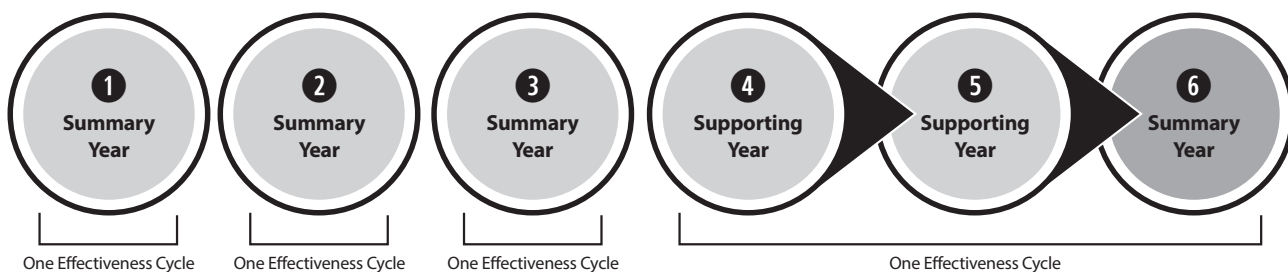 1
Summary
Year
2
Summary
Year
3
Summary
Year
4
Supporting
Year
5
Supporting
Year
6
Summary
Year
One Effectiveness Cycle
One Effectiveness Cycle
One Effectiveness Cycle
One Effectiveness Cycle